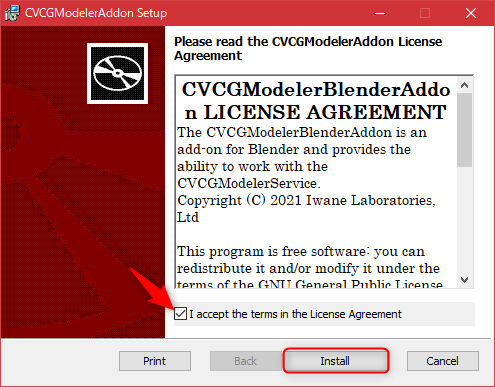 CVCGModelerAddon Setup
Please read the CVCGModelerAddon License
Agreement
CVCGModelerBlenderAddo
n LICENSE AGREEMENT
The CVCGModelerBlenderAddon is an
add-on for Blender and provides the
ability to work with the
CVCGModelerService.
Copyright (C) 2021 Iwane Laboratories,
Ltd
This program is free software: you can
redistribute it and/or modify it under the
terms of the GNU General Public License
I accept the terms in the License Agreement
Print
Back
Install
Cancel